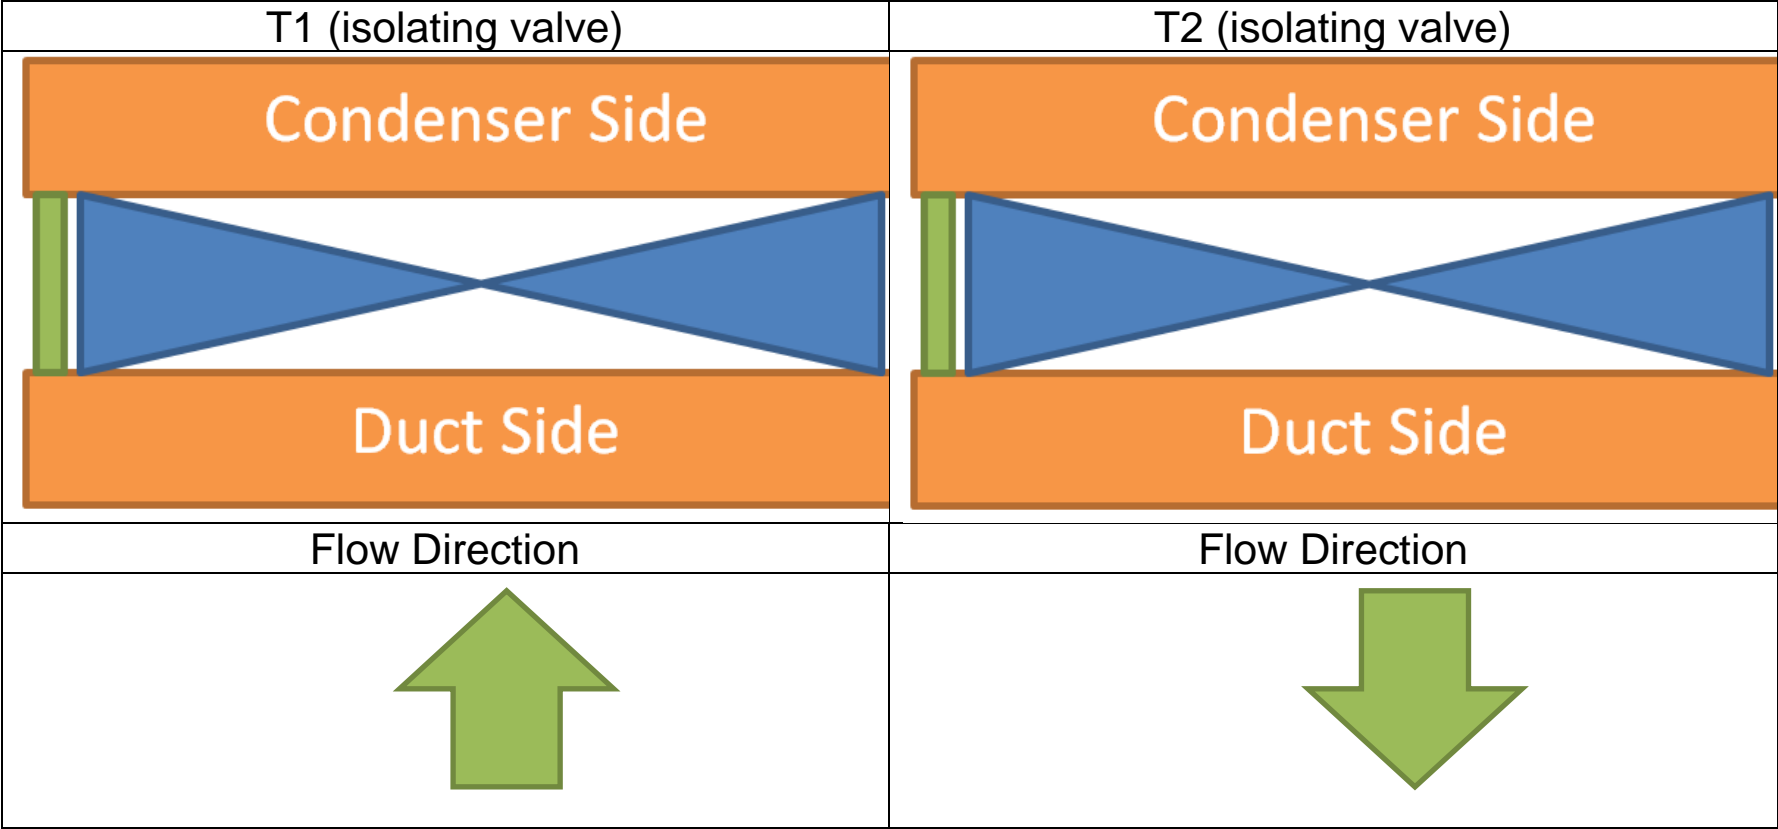 T1 (isolating valve)
T2 (isolating valve)
Condenser Side
Condenser Side
Duct Side
Duct Side
Flow Direction
Flow Direction